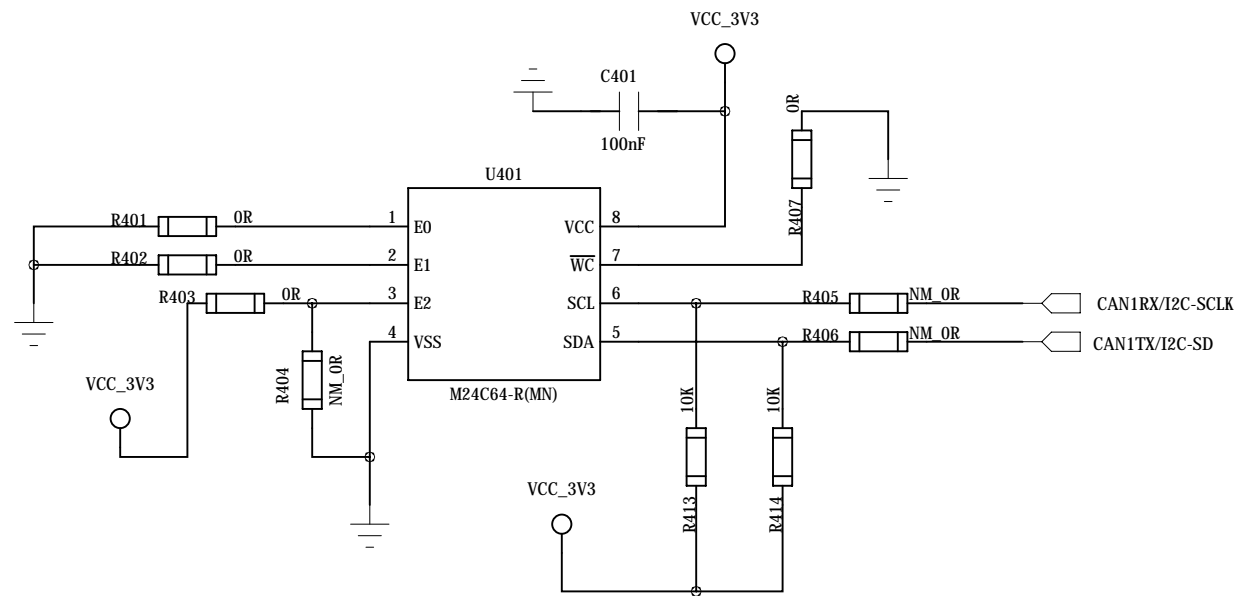 VCC_3V3
C401
100nF
0R
R407
U401
R401 0R 1 E0 VCC 8
R402 0R 2 E1 WC 7
R403 0R 3 E2 SCL 6 R405 NM_0R CAN1RX/I2C-SCLK
4 VSS SDA 5 R406 NM_0R CAN1TX/I2C-SD
R404
NM_0R
VCC_3V3
M24C64-R(MN)
10K
10K
VCC_3V3
R413
R414